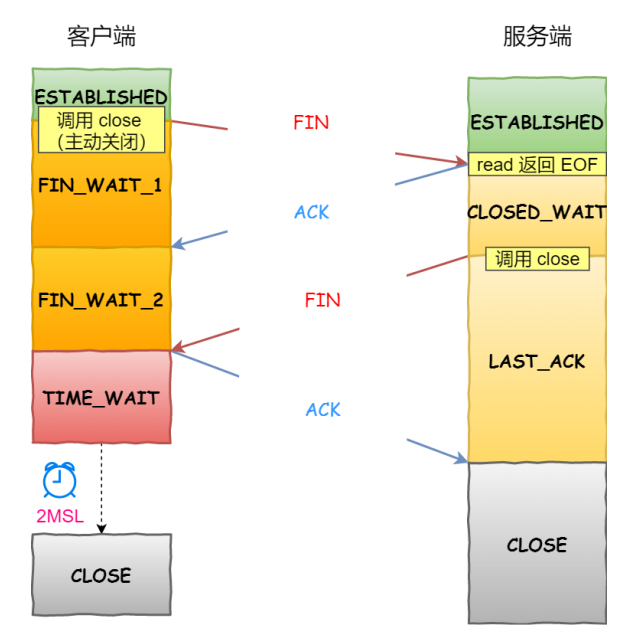 客户端
服务端
ESTABLISHED
调用 close
（主动关闭）
FIN
ESTABLISHED
read 返回 EOF
FIN_WAIT_1
ACK
CLOSED_WAIT
调用 close
FIN_WAIT_2
FIN
LAST_ACK
TIME_WAIT
ACK
2MSL
CLOSE
CLOSE